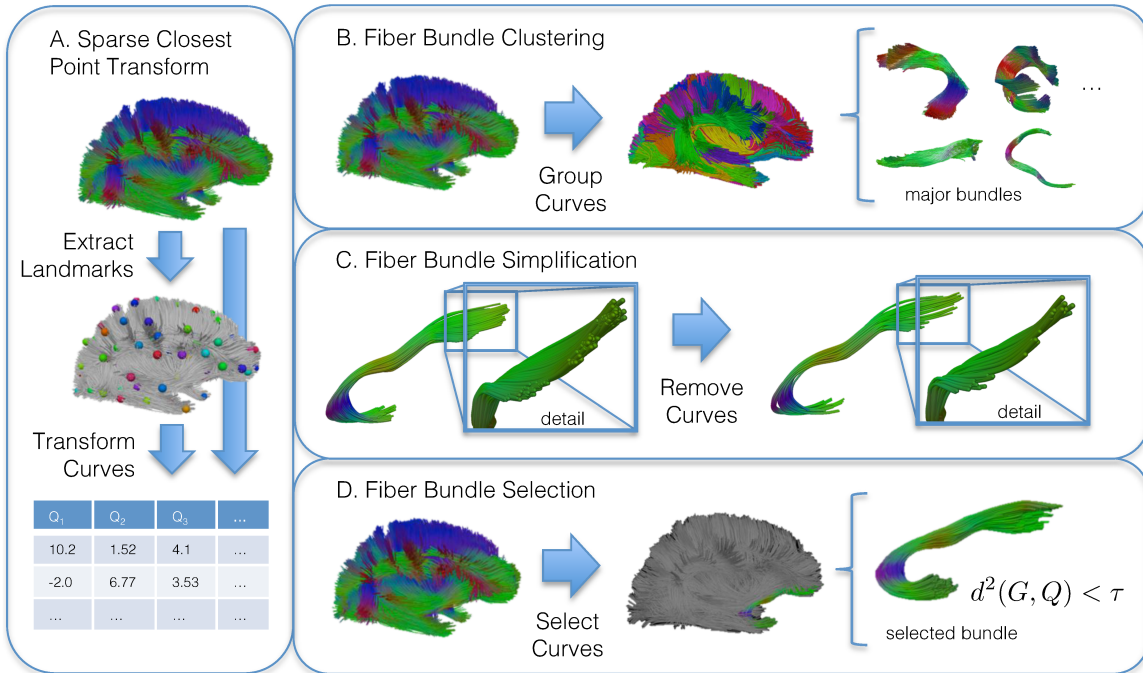 A. Sparse Closest
Point Transform
Extract
Landmarks
Transform
Curves
Q₁ Q₂ Q₃ ...
10.2 1.52 4.1 ...
-2.0 6.77 3.53 ...
... ... ... ...
B. Fiber Bundle Clustering
Group
Curves
...
major bundles
C. Fiber Bundle Simplification
detail
Remove
Curves
detail
D. Fiber Bundle Selection
Select
Curves
d²(G, Q) < τ
selected bundle